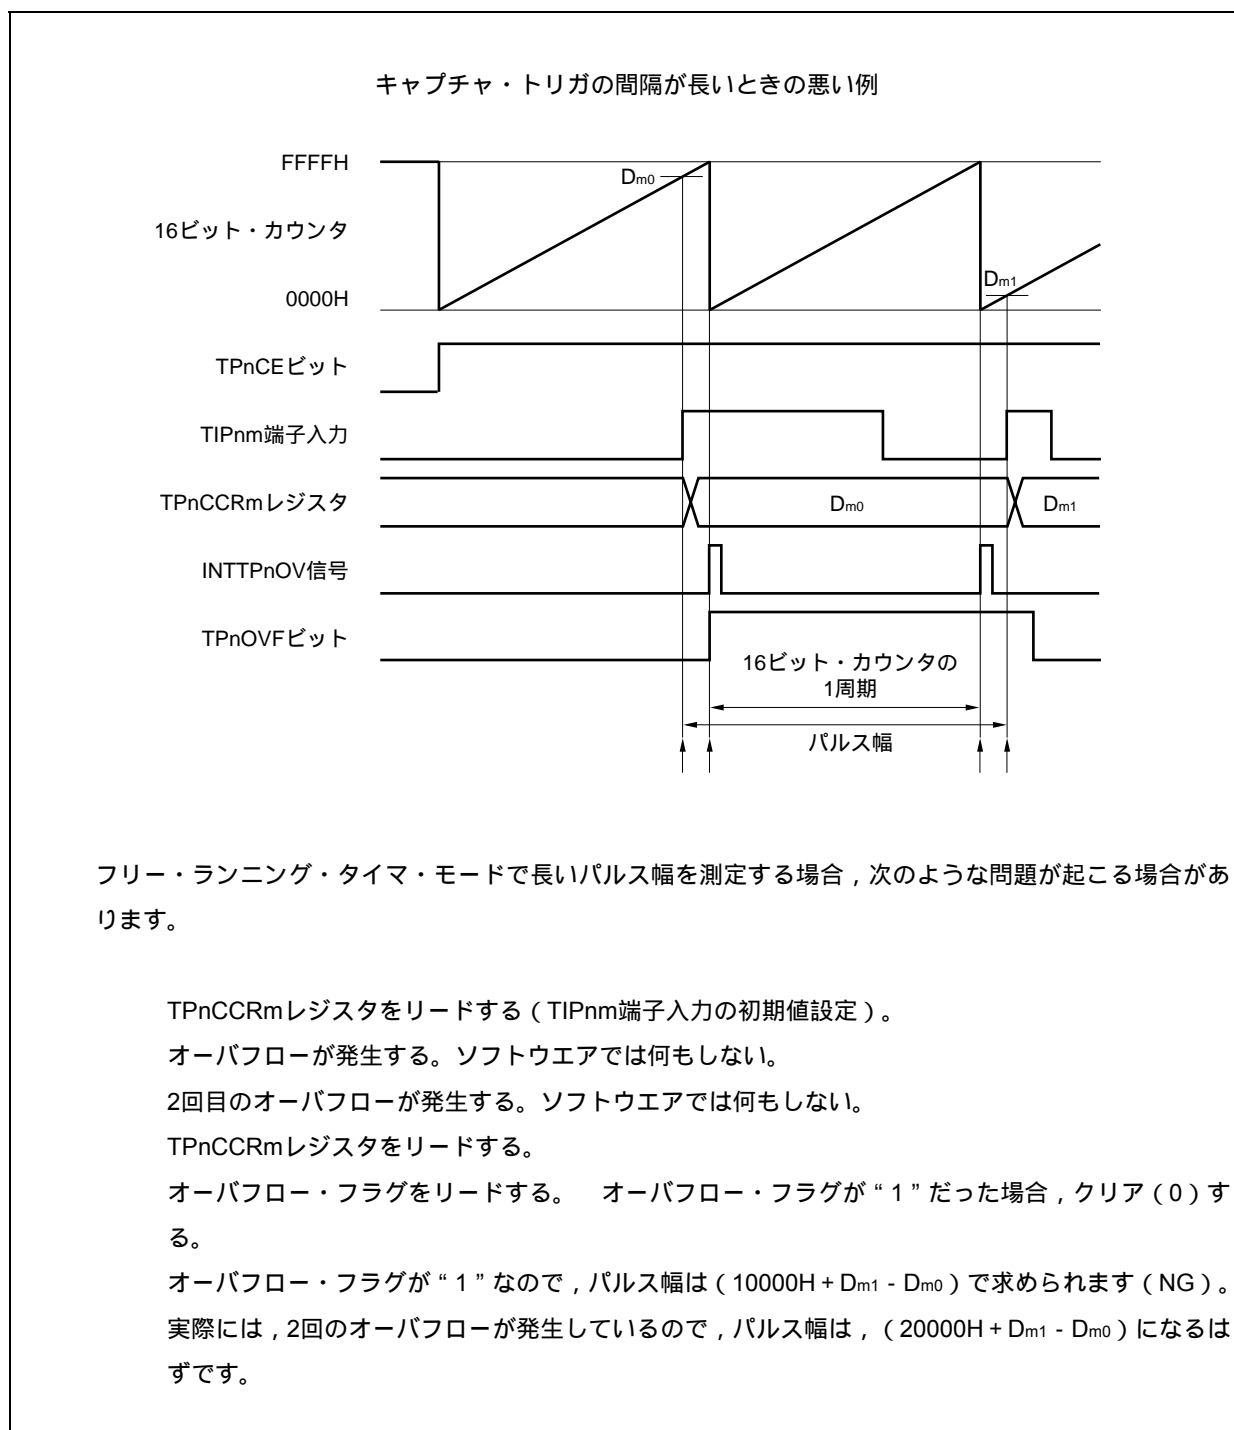 キャプチャ・トリガの間隔が長いときの悪い例
FFFFH
Dm0
16ビット・カウンタ
Dm1
0000H
TPnCEビット
TIPnm端子入力
TPnCCRmレジスタ
Dm0
Dm1
INTTPnOV信号
TPnOVFビット
16ビット・カウンタの
1周期
パルス幅
フリー・ランニング・タイマ・モードで長いパルス幅を測定する場合，次のような問題が起こる場合があ
ります。
TPnCCRmレジスタをリードする（TIPnm端子入力の初期値設定）。
オーバフローが発生する。ソフトウエアでは何もしない。
2回目のオーバフローが発生する。ソフトウエアでは何もしない。
TPnCCRmレジスタをリードする。
オーバフロー・フラグをリードする。　オーバフロー・フラグが“1”だった場合，クリア（0）す
る。
オーバフロー・フラグが“1”なので，パルス幅は（10000H + Dm1 - Dm0）で求められます（NG）。
実際には，2回のオーバフローが発生しているので，パルス幅は，（20000H + Dm1 - Dm0）になるは
ずです。